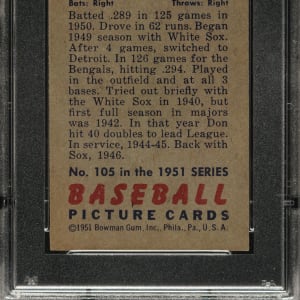 Bats: Right Throws: Right
Batted .289 in 125 games in
1950. Drove in 62 runs. Began
1949 season with White Sox.
After 4 games, switched to
Detroit. In 126 games for the
Bengals, hitting .294. Played
in the outfield and at all 3
bases. Tried out briefly with
the White Sox in 1940, but
first full season in majors
was 1942. In that year Don
hit 40 doubles to lead League.
In service, 1944-45. Back with
Sox, 1946.
No. 105 in the 1951 SERIES
BASEBALL
PICTURE CARDS
©1951 Bowman Gum, Inc., Phila., Pa., U. S. A.